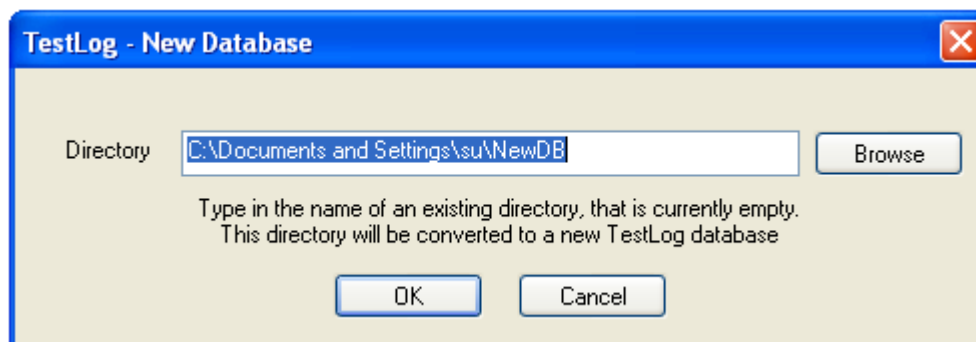 TestLog - New Database
Directory
C:\Documents and Settings\su\NewDB
Browse
Type in the name of an existing directory, that is currently empty.
This directory will be converted to a new TestLog database
OK
Cancel